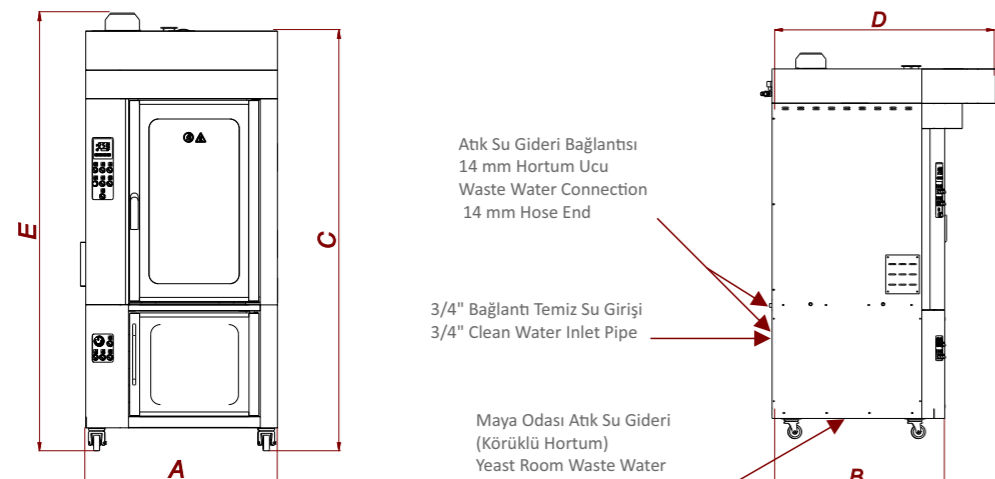 E
C
A
D
Atık Su Gideri Bağlantısı
14 mm Hortum Ucu
Waste Water Connection
14 mm Hose End
3/4" Bağlantı Temiz Su Girişi
3/4" Clean Water Inlet Pipe
Maya Odası Atık Su Gideri
(Körüklü Hortum)
Yeast Room Waste Water
B